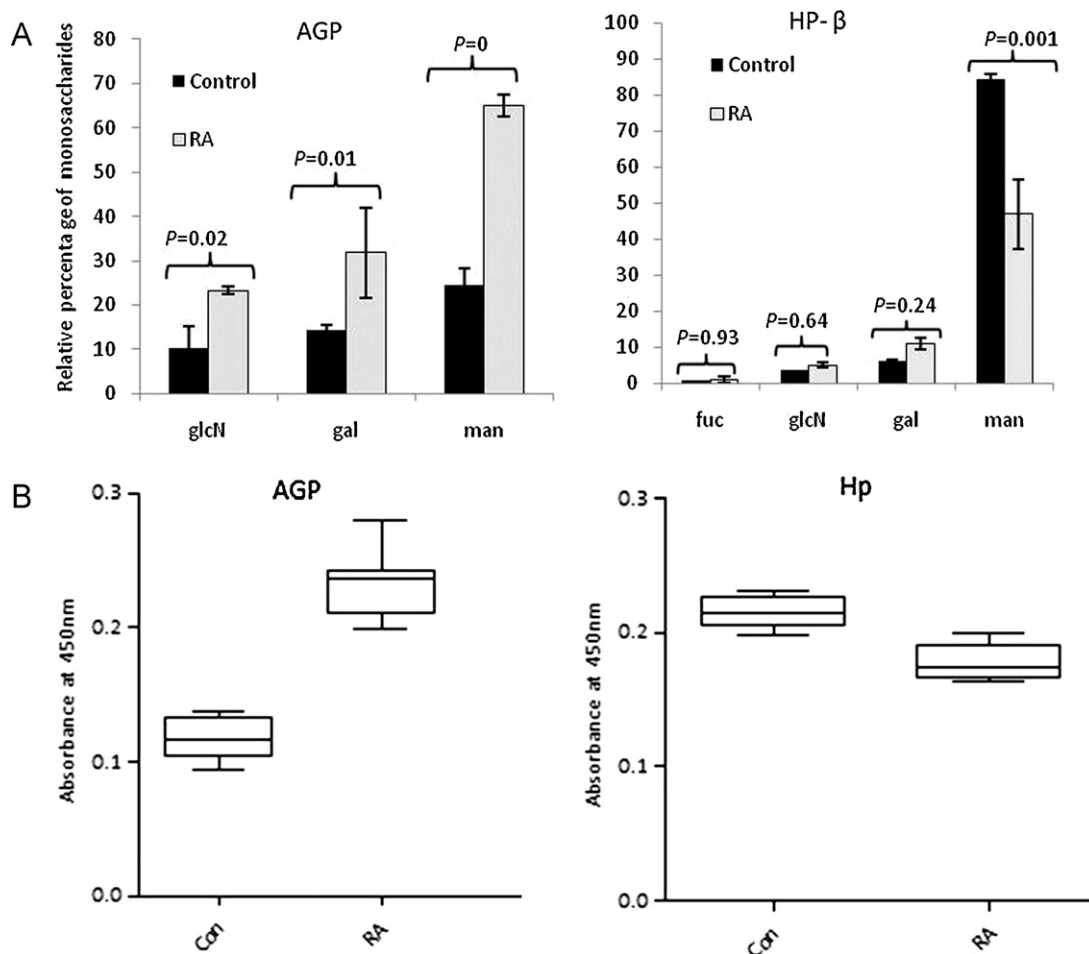 A
AGP
Relative percenta ge of monosaccharides
80
70
60
50
40
30
20
10
0
Control
RA
P=0.02
P=0.01
P=0
glcN
gal
man
HP- β
100
90
80
70
60
50
40
30
20
10
0
Control
RA
P=0.93
P=0.64
P=0.24
P=0.001
fuc
glcN
gal
man
B
AGP
Absorbance at 450nm
0.3
0.2
0.1
0.0
Con
RA
Hp
Absorbance at 450nm
0.3
0.2
0.1
0.0
Con
RA